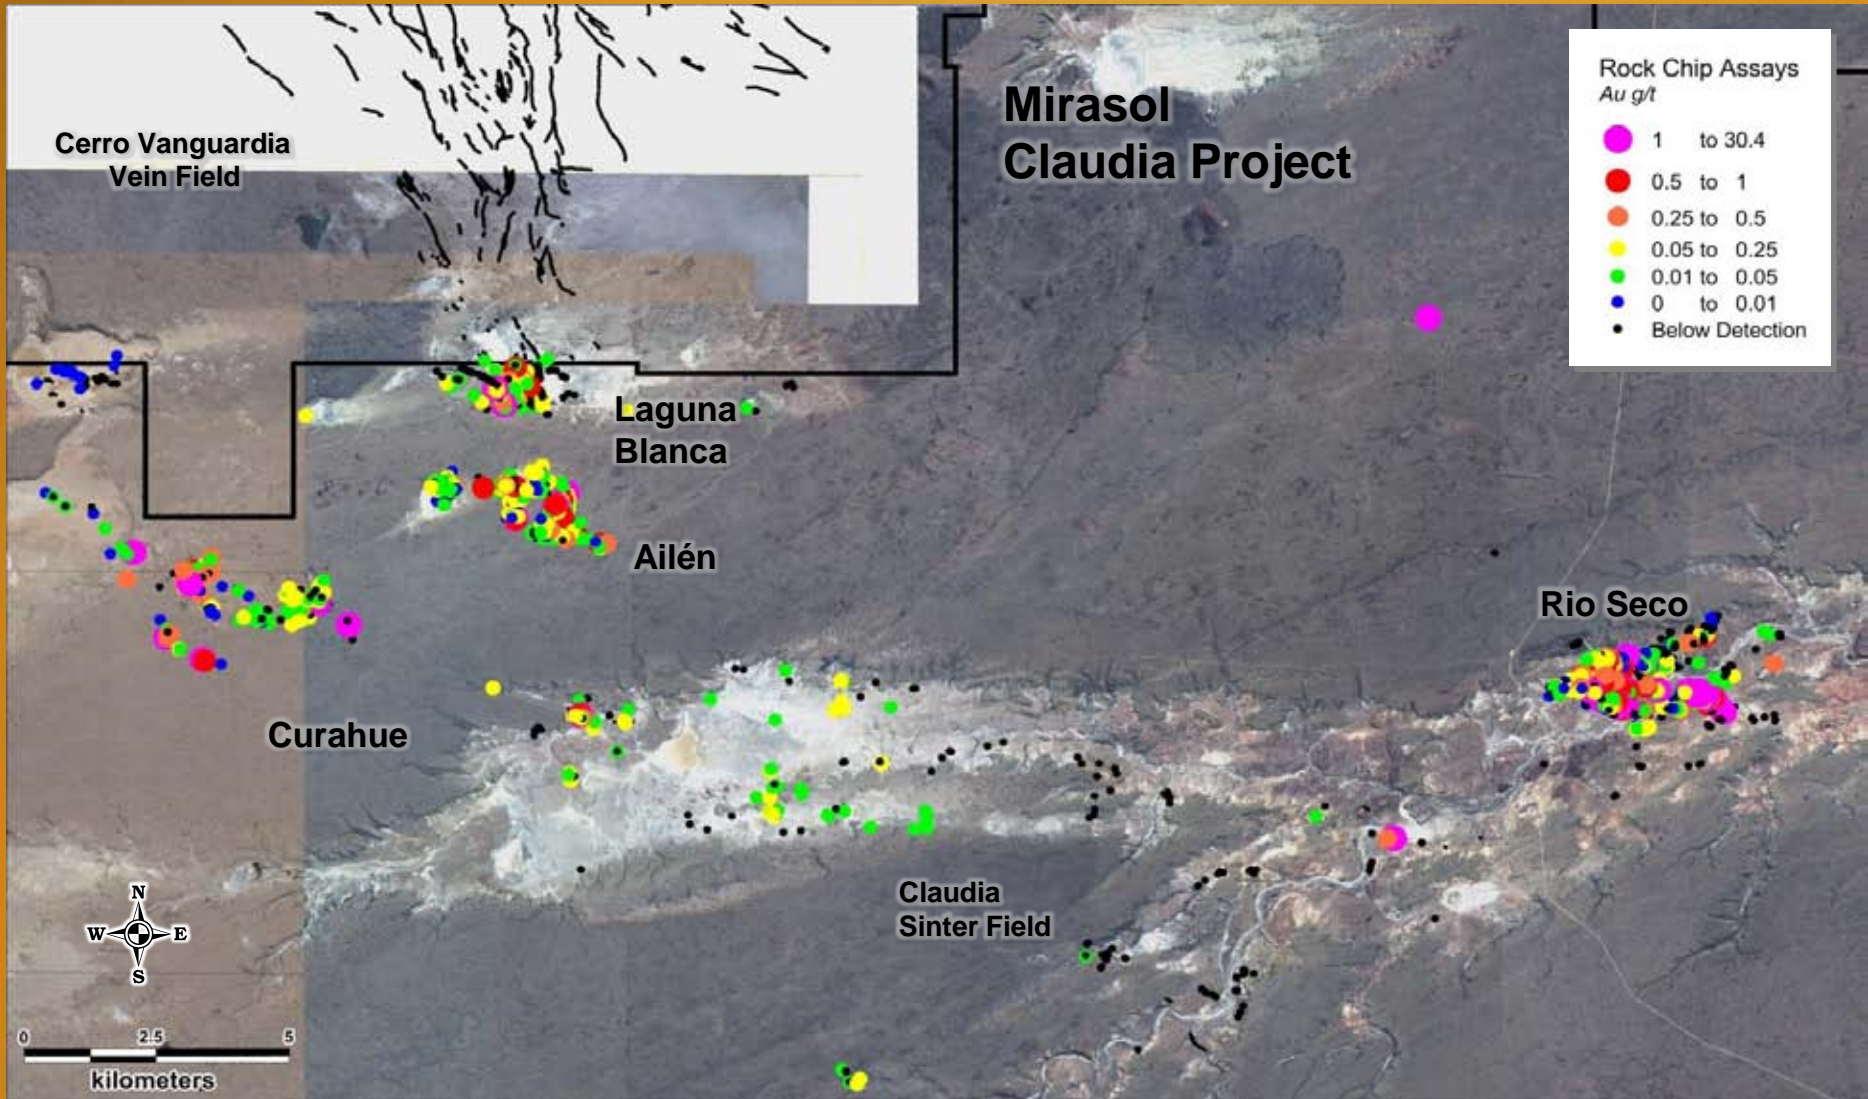 Mirasol
Claudia Project
Cerro Vanguardia
Vein Field
Rock Chip Assays
Au g/t
1 to 30.4
0.5 to 1
0.25 to 0.5
0.05 to 0.25
0.01 to 0.05
0 to 0.01
Below Detection
Laguna
Blanca
Ailén
Rio Seco
Curahue
Claudia
Sinter Field
N
W E
S
0 2.5 5
kilometers